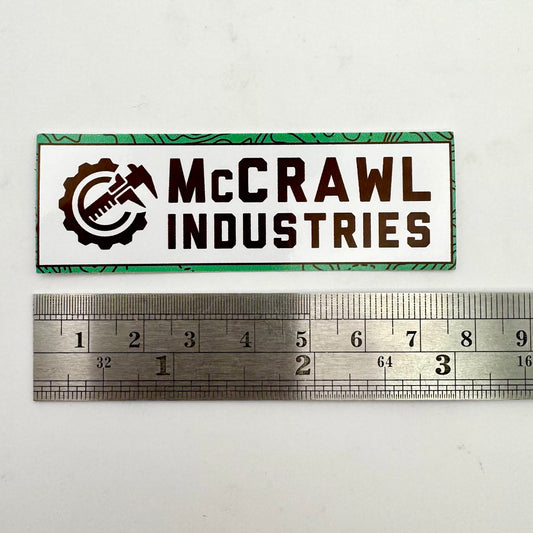 McCRAWL
INDUSTRIES
1 2 3 4 5 6 7 8 9
32 64 16
1 2 3